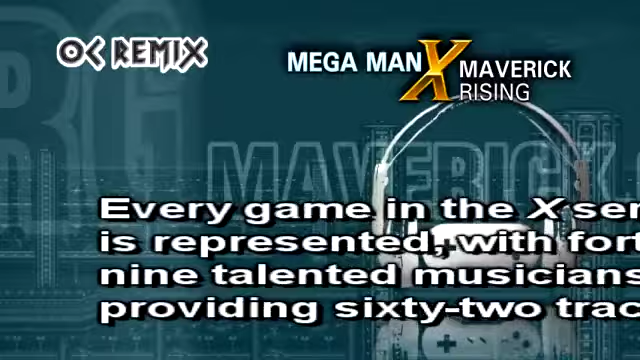 OC REMIX
MEGA MAN X MAVERICK
RISING
MAVERICK
Every game in the X ser
is represented, with fort
nine talented musicians
providing sixty-two trac